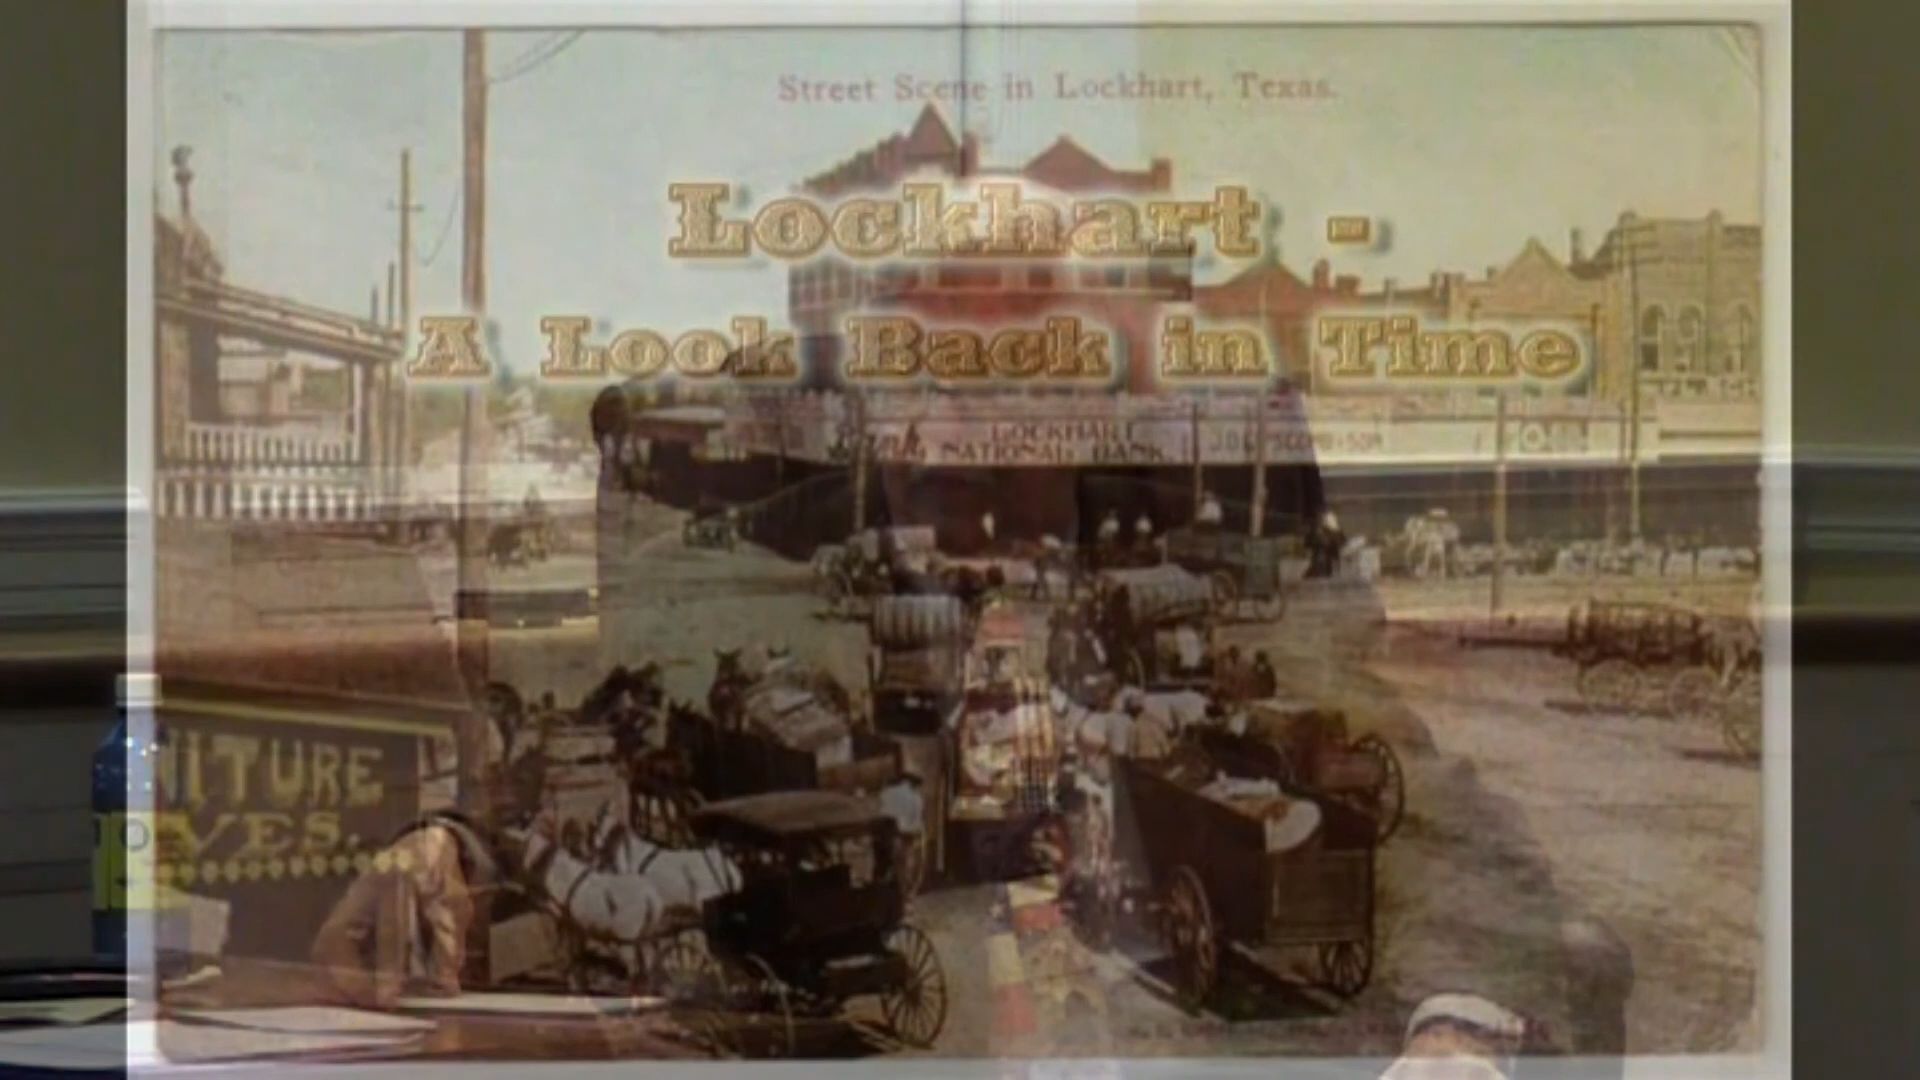 Street Scene in Lockhart, Texas.
Lockhart -
A Look Back in Time
LOCKHART
NATIONAL BANK
NITURE
VES.